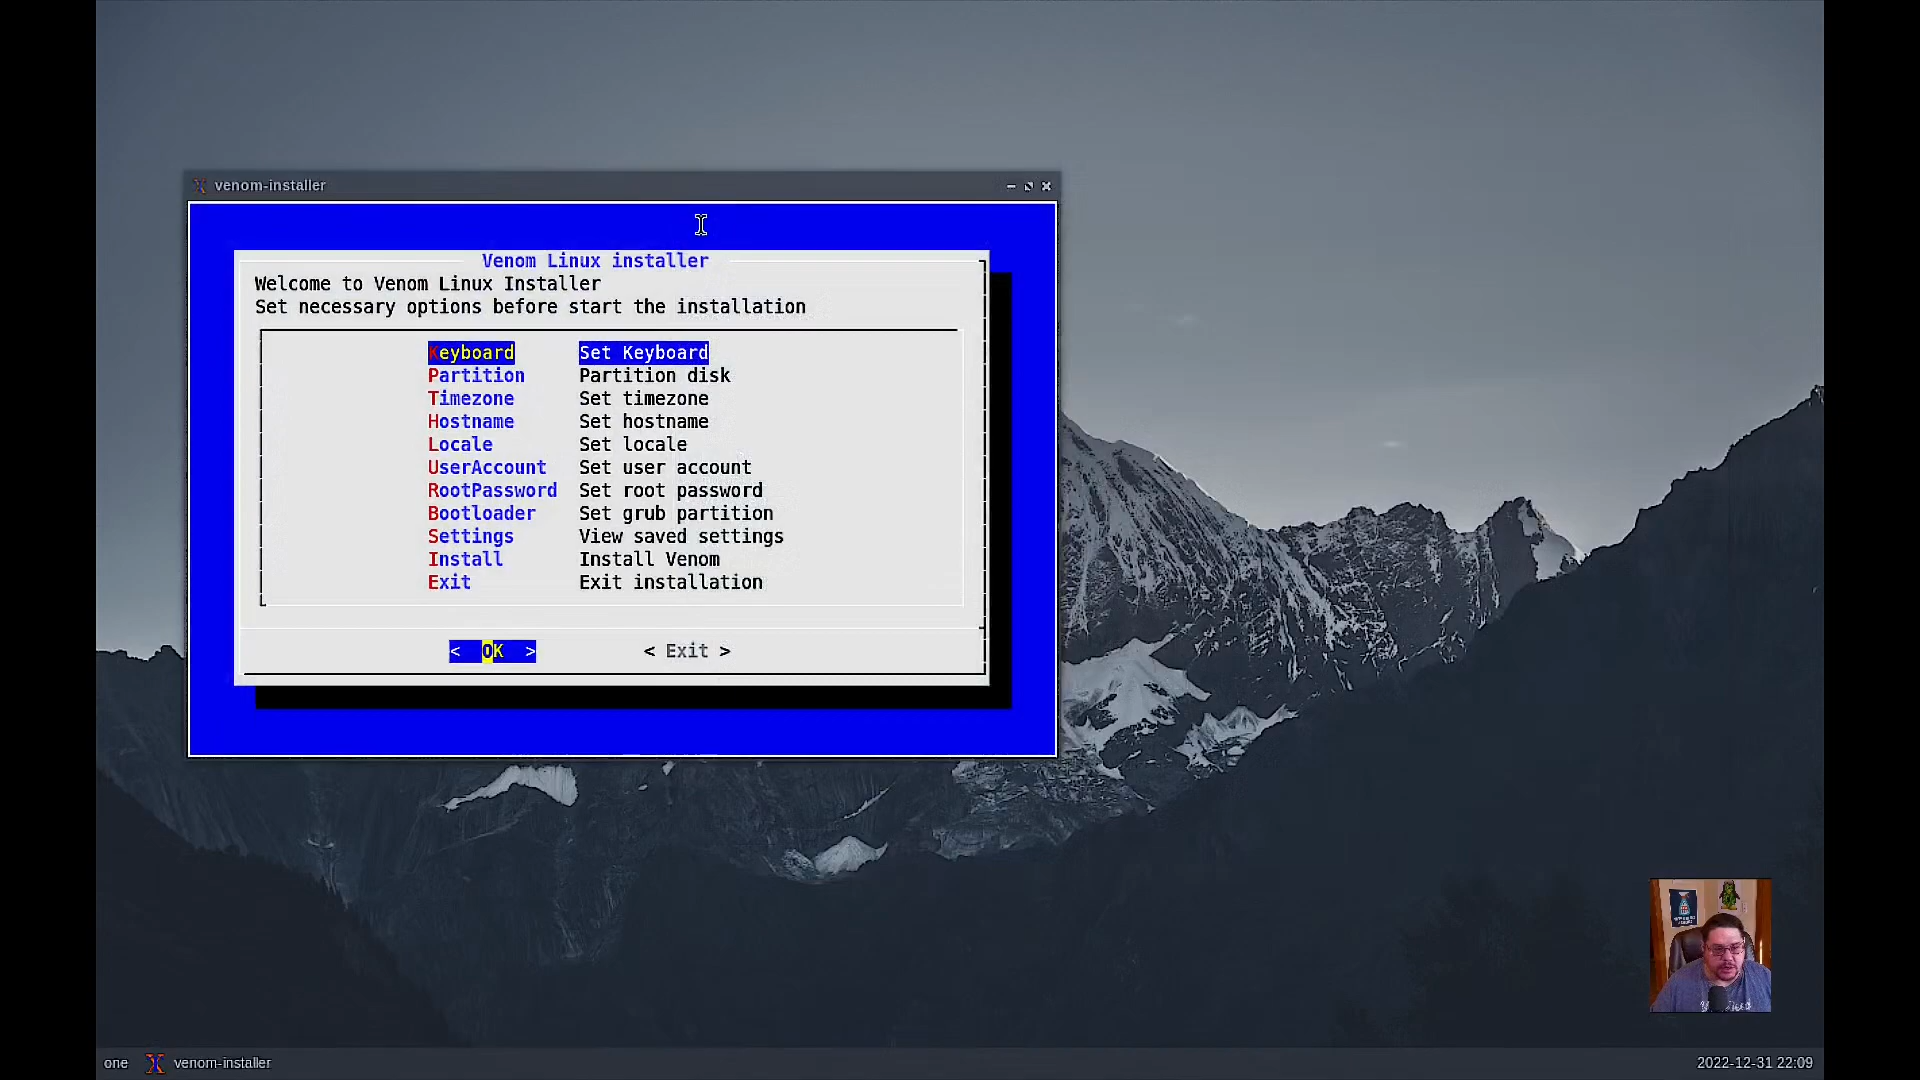 venom-installer
Venom Linux installer
Welcome to Venom Linux Installer
Set necessary options before start the installation
Keyboard Set Keyboard
Partition Partition disk
Timezone Set timezone
Hostname Set hostname
Locale Set locale
UserAccount Set user account
RootPassword Set root password
Bootloader Set grub partition
Settings View saved settings
Install Install Venom
Exit Exit installation
< OK > < Exit >
one venom-installer 2022-12-31 22:09